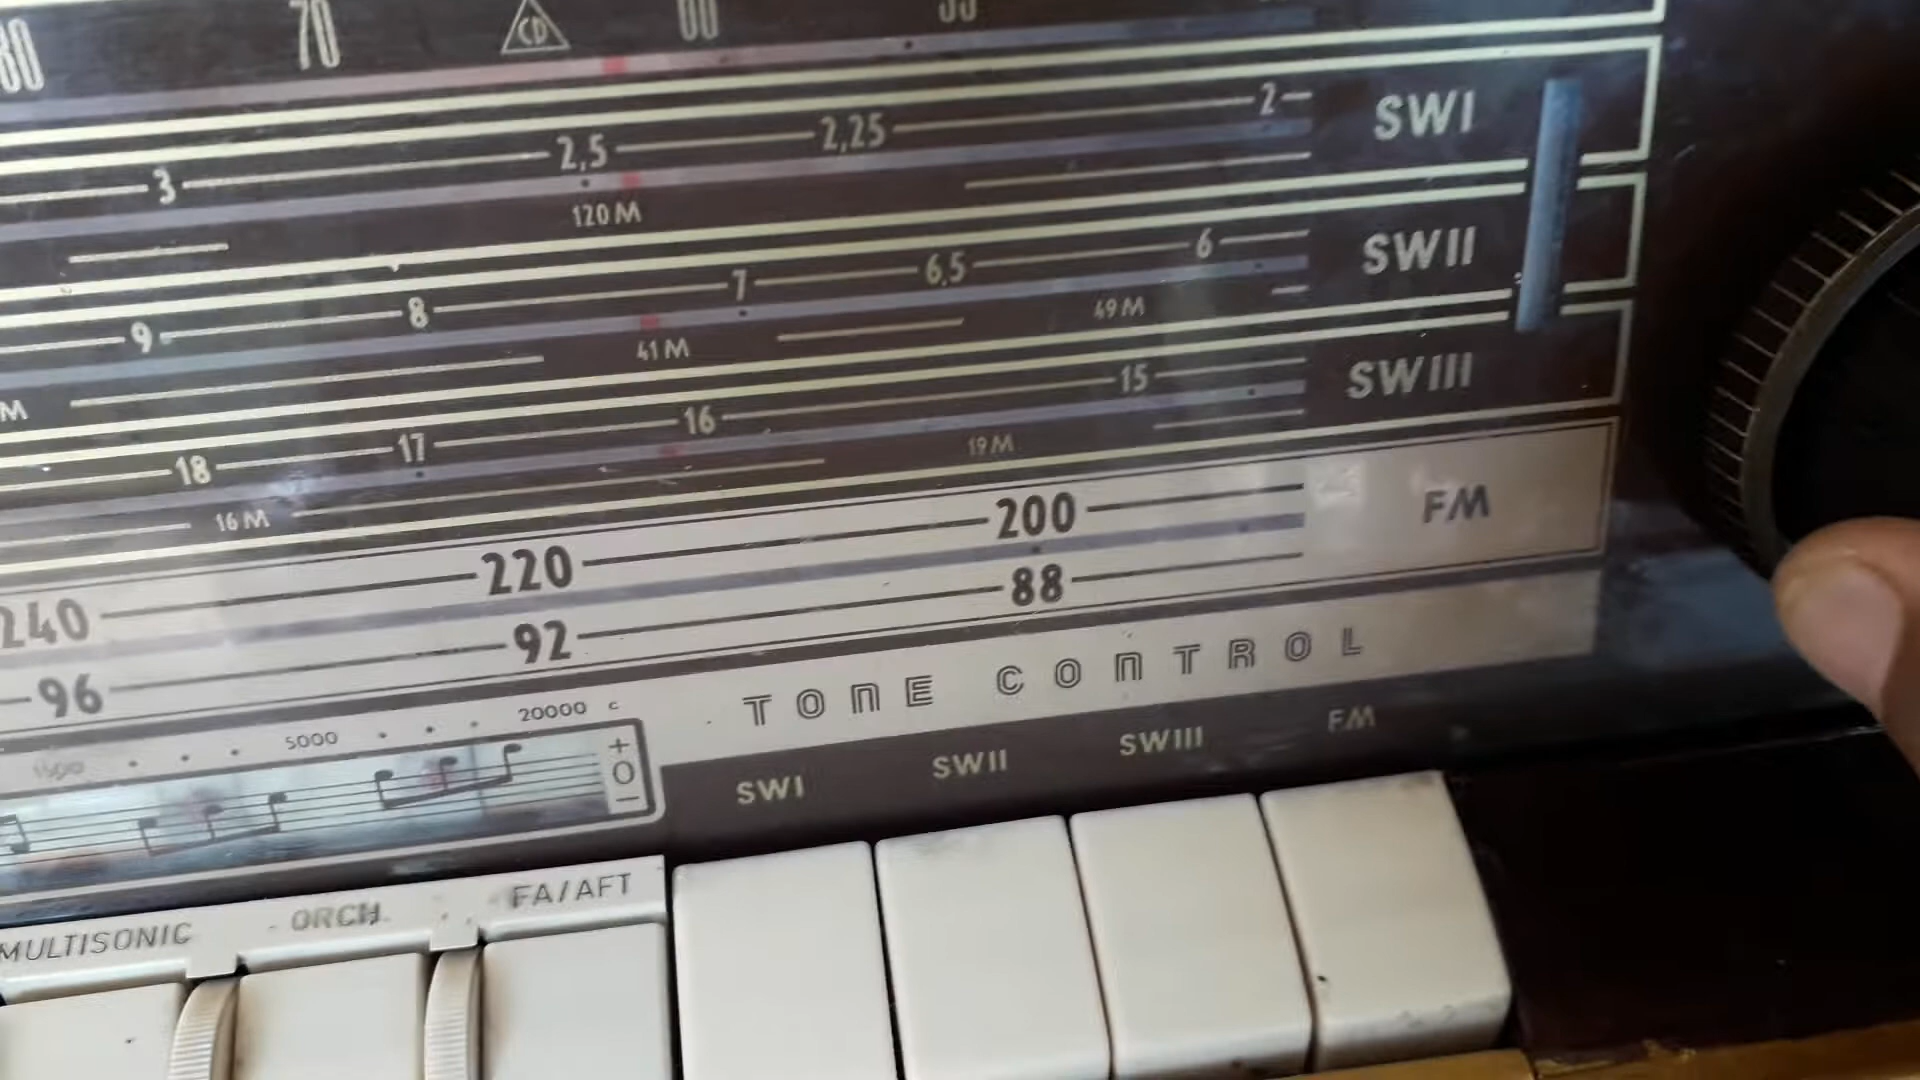 70 CD
3 2,5 2,25 2 SWI
120 M
9 8 7 6,5 6 SWII
41 M 49 M
18 17 16 15 SWIII
16 M 19 M
240 220 200 FM
96 92 88
TONE CONTROL
1500 5000 20000 c
+
0
−
SWI SWII SWIII FM
MULTISONIC ORCH. FA/AFT